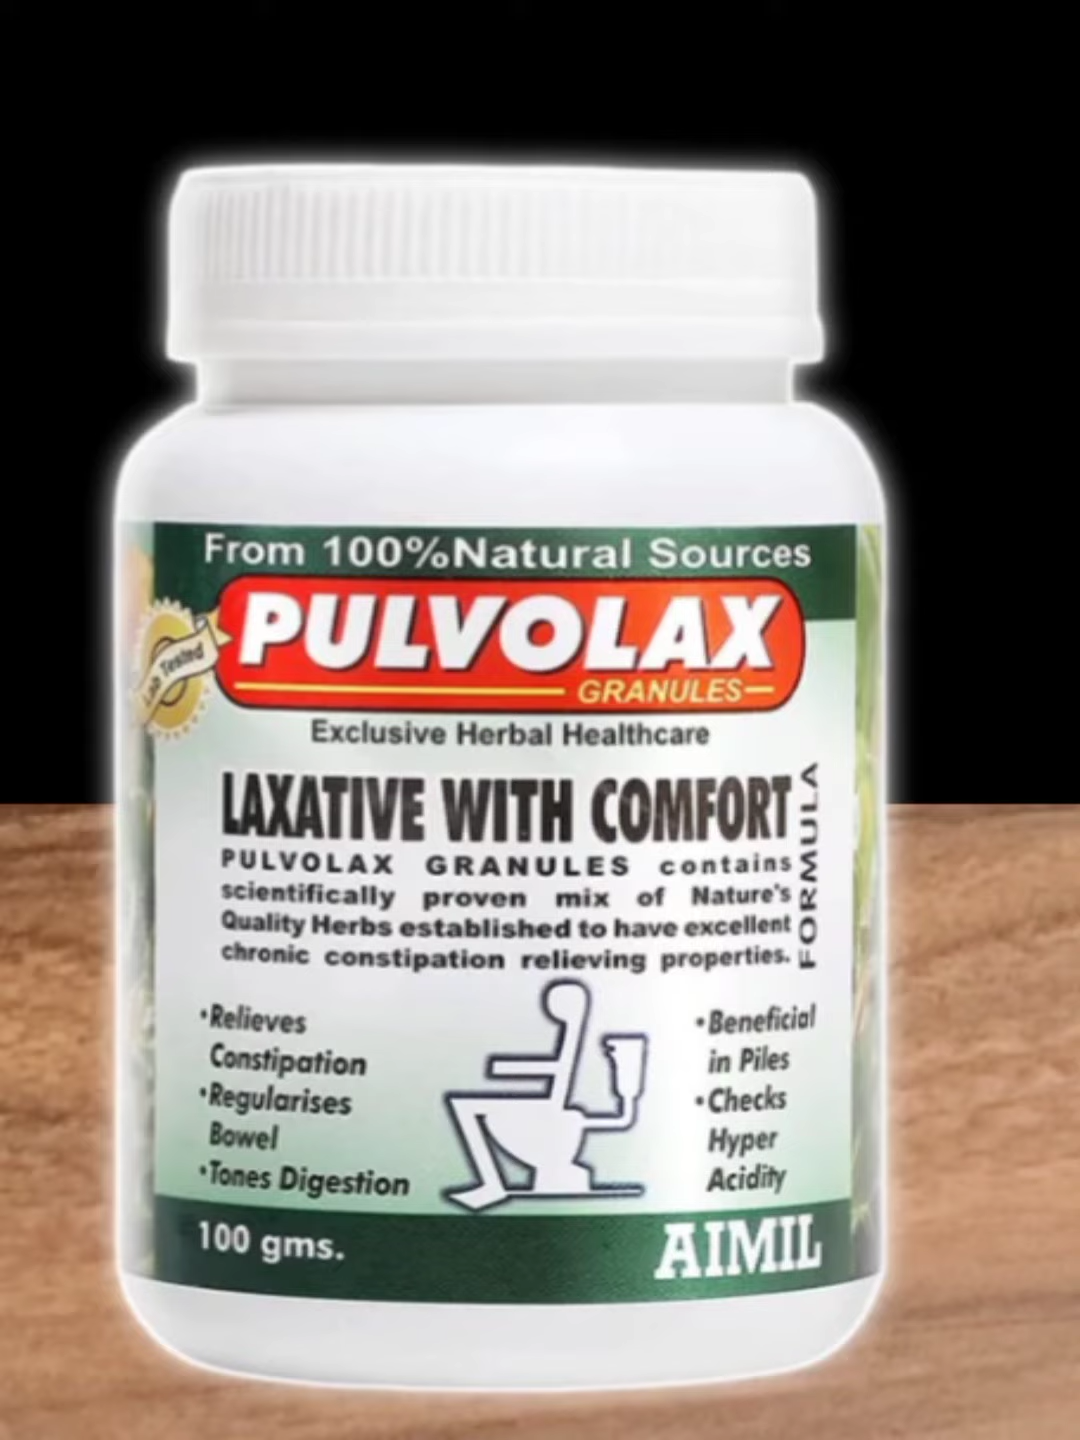 From 100%Natural Sources
Lab Tested
PULVOLAX
GRANULES
Exclusive Herbal Healthcare
LAXATIVE WITH COMFORT
FORMULA
PULVOLAX GRANULES contains
scientifically proven mix of Nature's
Quality Herbs established to have excellent
chronic constipation relieving properties.
•Relieves
Constipation
•Regularises
Bowel
•Tones Digestion
•Beneficial
in Piles
•Checks
Hyper
Acidity
100 gms.
AIMIL